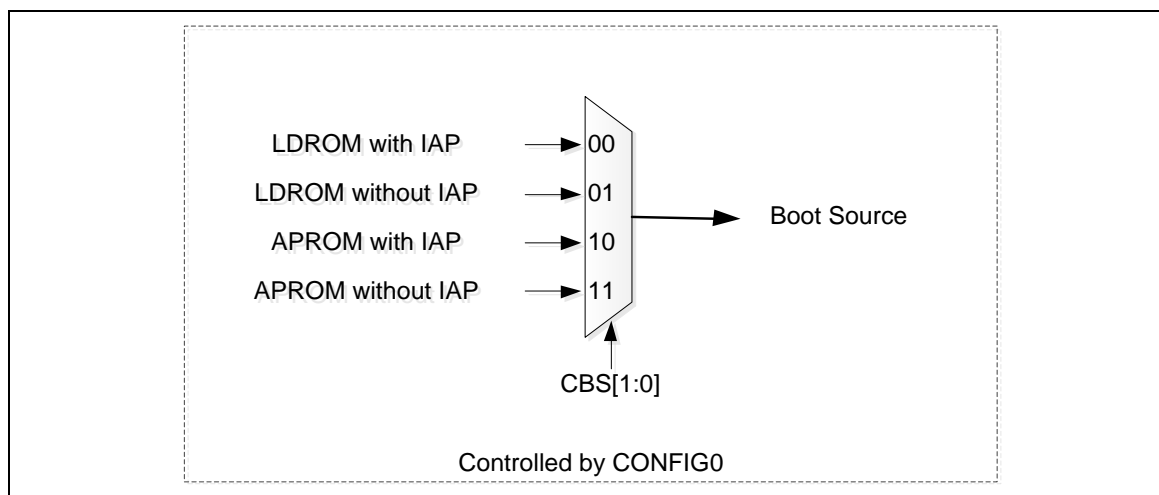 LDROM with IAP
00
LDROM without IAP
01
APROM with IAP
10
APROM without IAP
11
Boot Source
CBS[1:0]
Controlled by CONFIG0